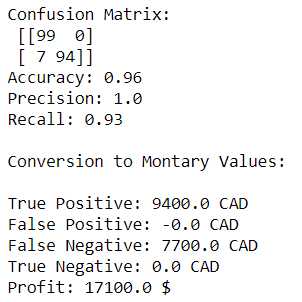 Confusion Matrix:
[[99 0]
[ 7 94]]
Accuracy: 0.96
Precision: 1.0
Recall: 0.93
Conversion to Montary Values:
True Positive: 9400.0 CAD
False Positive: -0.0 CAD
False Negative: 7700.0 CAD
True Negative: 0.0 CAD
Profit: 17100.0 $